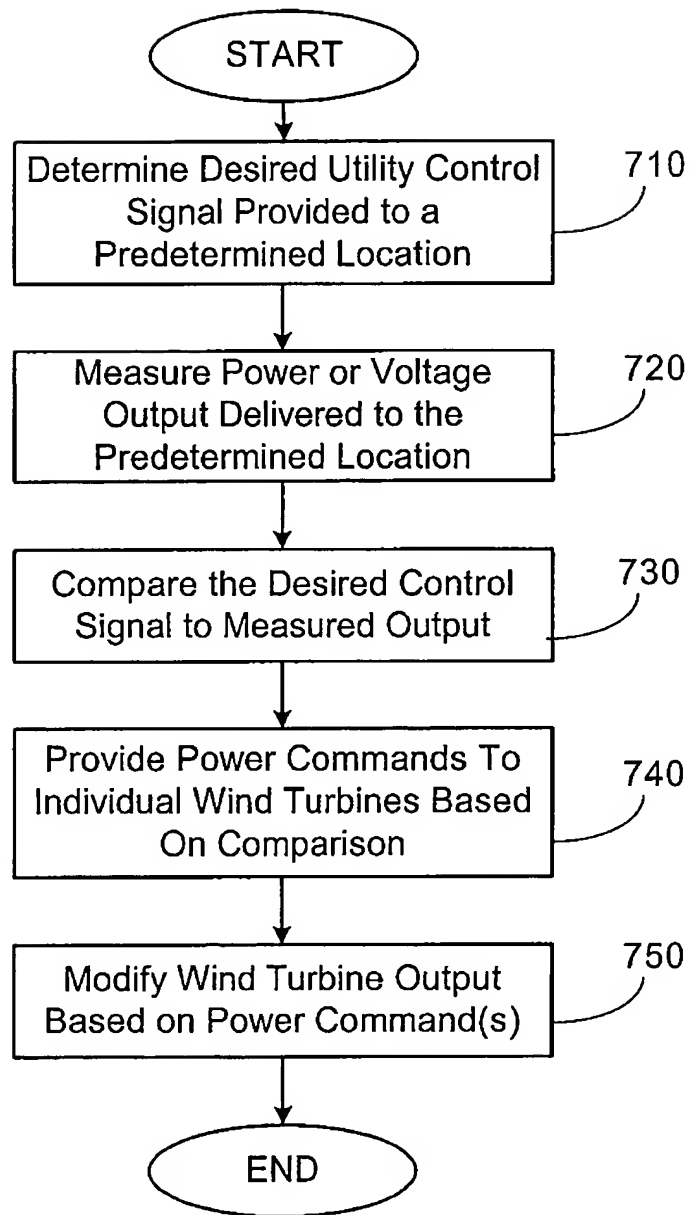 START
Determine Desired Utility Control
Signal Provided to a
Predetermined Location
710
Measure Power or Voltage
Output Delivered to the
Predetermined Location
720
Compare the Desired Control
Signal to Measured Output
730
Provide Power Commands To
Individual Wind Turbines Based
On Comparison
740
Modify Wind Turbine Output
Based on Power Command(s)
750
END